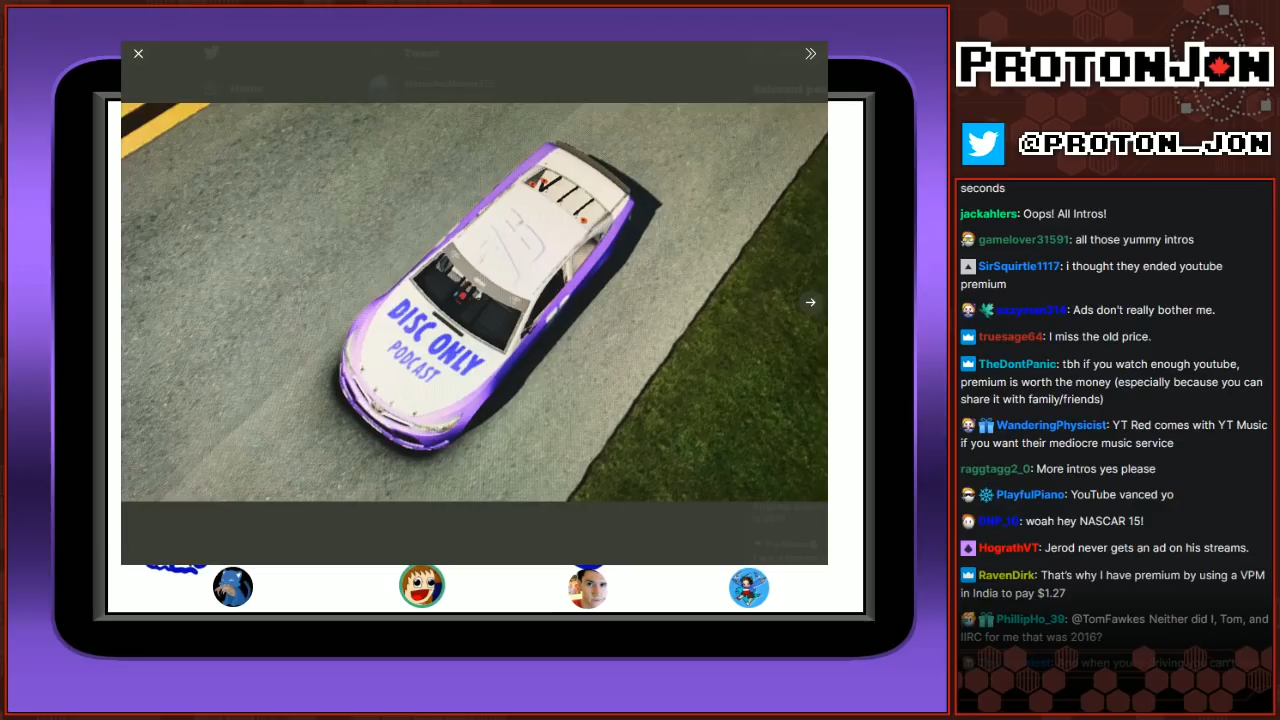 Tweet
Home
DISC ONLY
PODCAST
PROTONJON
@PROTON_JON
seconds
jackahlers: Oops! All Intros!
gamelover31591: all those yummy intros
SirSquirtle1117: i thought they ended youtube
premium
Ads don't really bother me.
truesage64: I miss the old price.
TheDontPanic: tbh if you watch enough youtube,
premium is worth the money (especially because you can
share it with family/friends)
WanderingPhysicist: YT Red comes with YT Music
if you want their mediocre music service
raggtagg2_0: More intros yes please
PlayfulPiano: YouTube vanced yo
DNP_10: woah hey NASCAR 15!
HograthVT: Jerod never gets an ad on his streams.
RavenDirk: That's why I have premium by using a VPM
in India to pay $1.27
PhillipHo_39: @TomFawkes Neither did I, Tom, and
IIRC for me that was 2016?